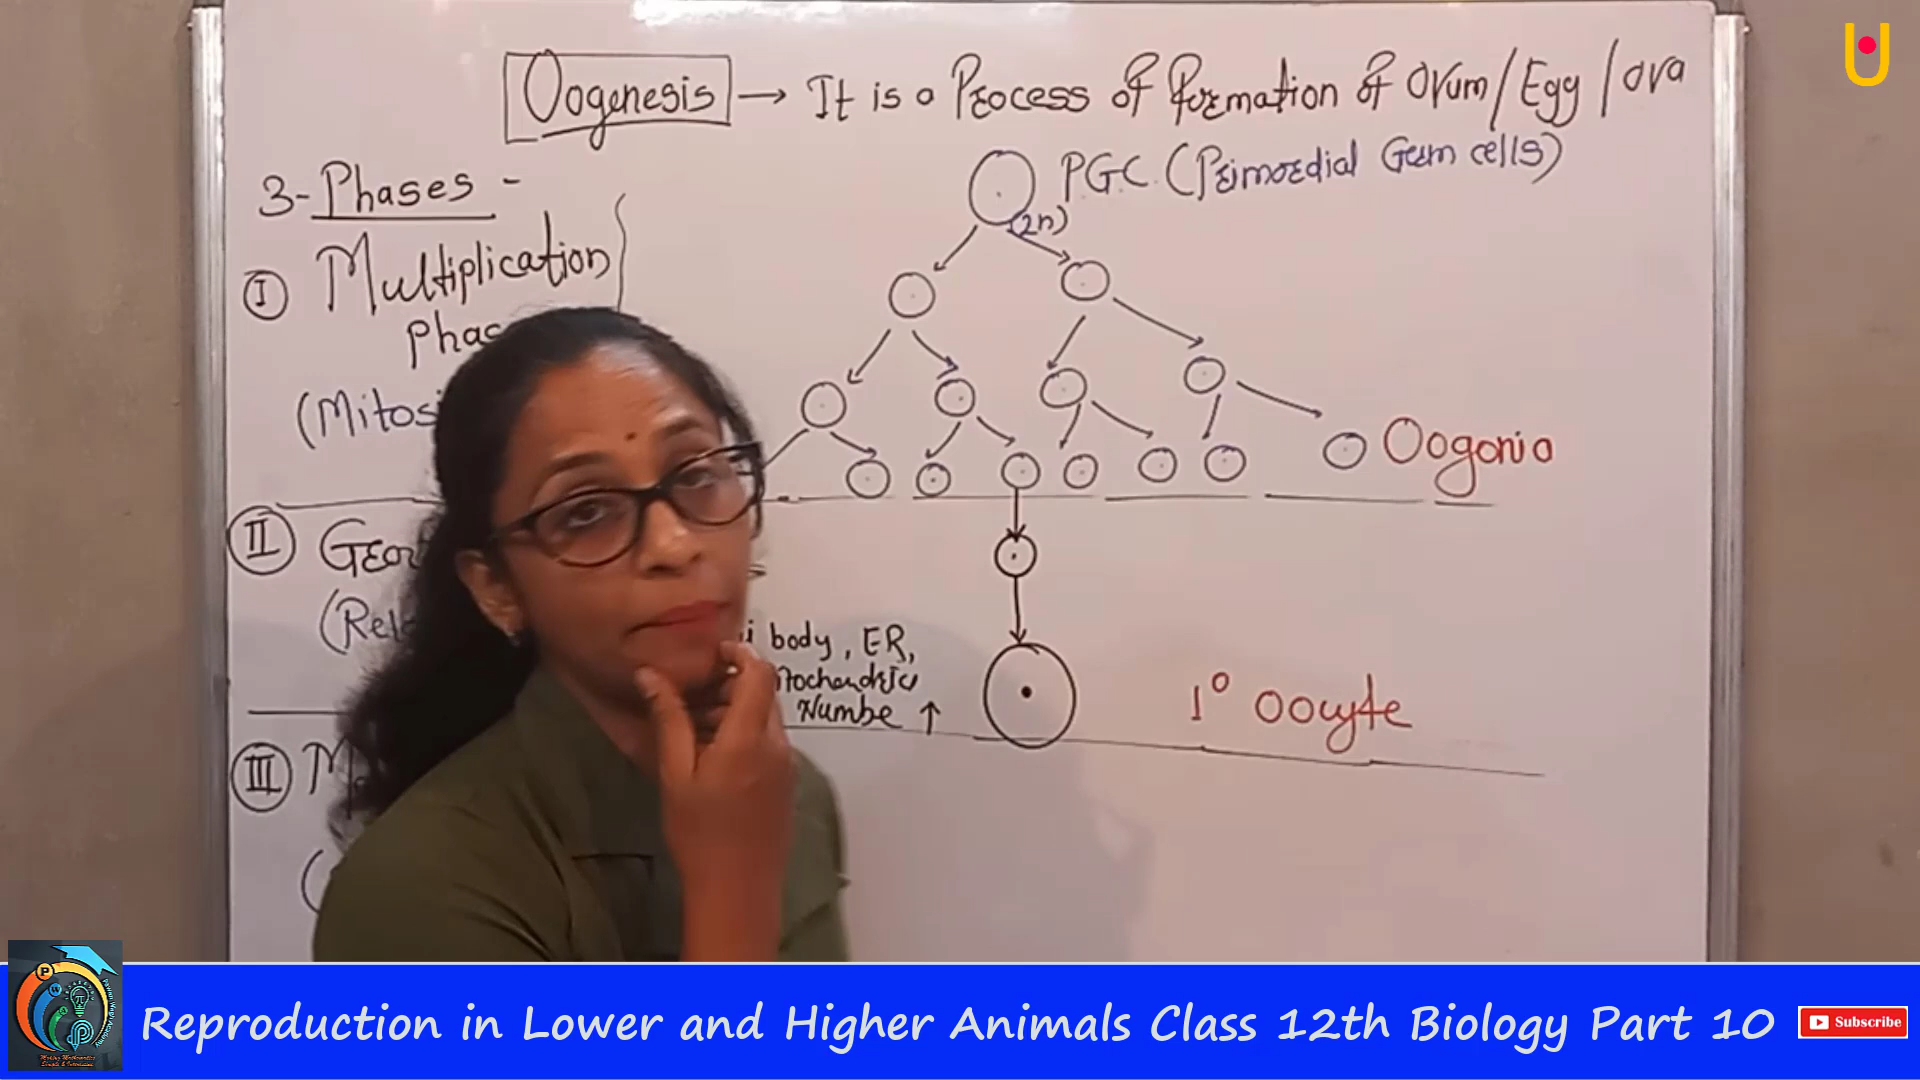 Oogenesis → It is a Process of formation of Ovum/Egg/Ova
PGC (Primordial Germ cells)
(2n)
3-Phases -
I Multiplication
Phas
(Mitosi
Oogonia
II
body, ER,
Numbe ↑
1° Oocyte
III
Reproduction in Lower and Higher Animals Class 12th Biology Part 10
Subscribe